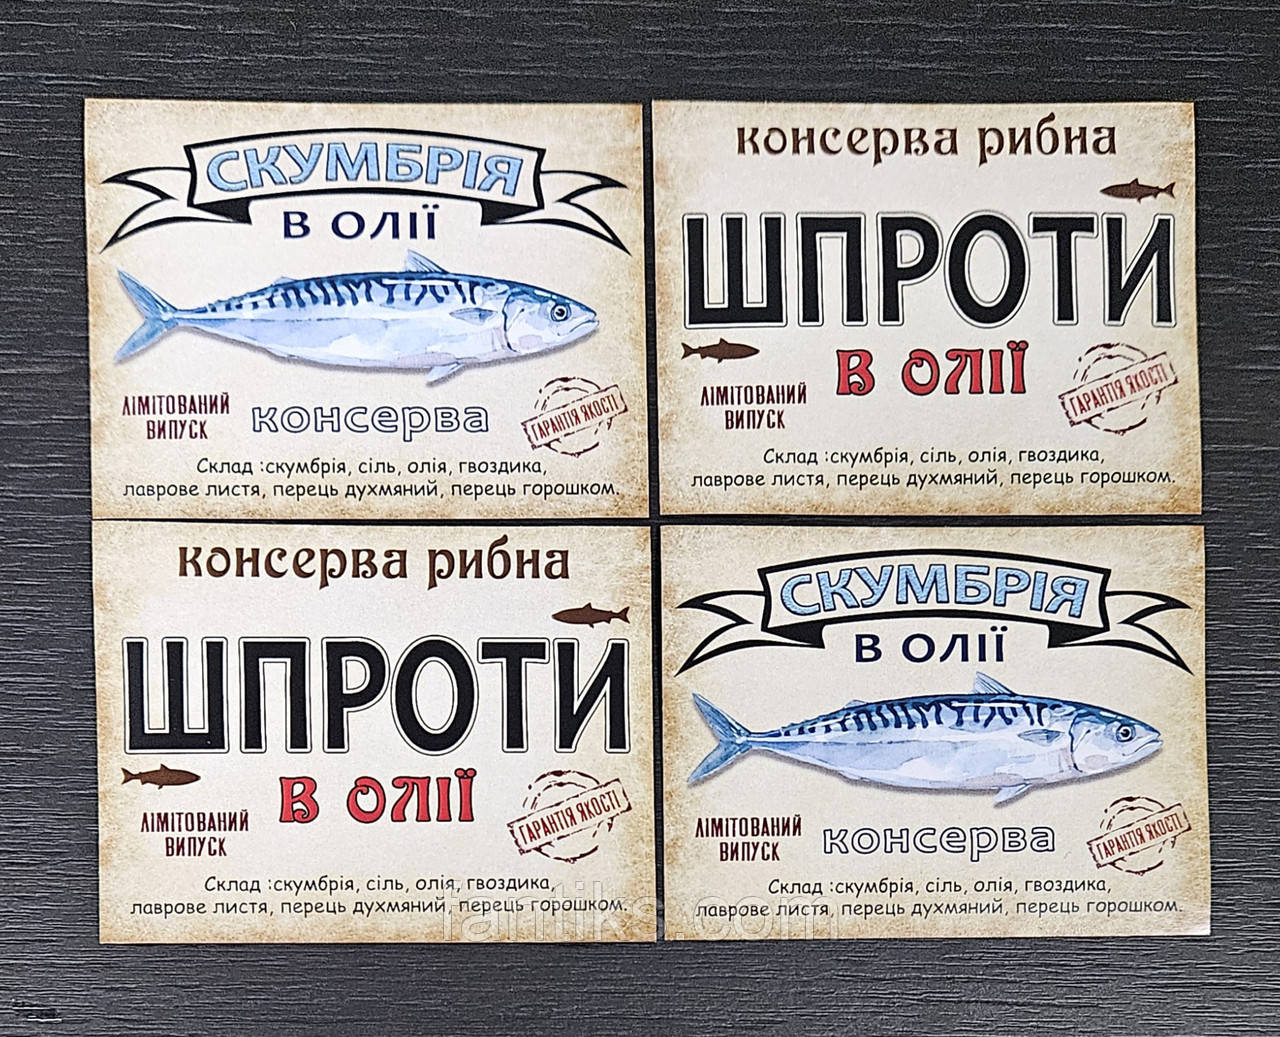 СКУМБРІЯ
В ОЛІЇ
ЛІМІТОВАНИЙ
ВИПУСК
консерва
ГАРАНТІЯ ЯКОСТІ
Склад :скумбрія, сіль, олія, гвоздика,
лаврове листя, перець духмяний, перець горошком.
консерва рибна
ШПРОТИ
В ОЛІЇ
ЛІМІТОВАНИЙ
ВИПУСК
ГАРАНТІЯ ЯКОСТІ
Склад :скумбрія, сіль, олія, гвоздика,
лаврове листя, перець духмяний, перець горошком.
консерва рибна
ШПРОТИ
В ОЛІЇ
ЛІМІТОВАНИЙ
ВИПУСК
ГАРАНТІЯ ЯКОСТІ
Склад :скумбрія, сіль, олія, гвоздика,
лаврове листя, перець духмяний, перець горошком.
СКУМБРІЯ
В ОЛІЇ
ЛІМІТОВАНИЙ
ВИПУСК
консерва
ГАРАНТІЯ ЯКОСТІ
Склад :скумбрія, сіль, олія, гвоздика,
лаврове листя, перець духмяний, перець горошком.